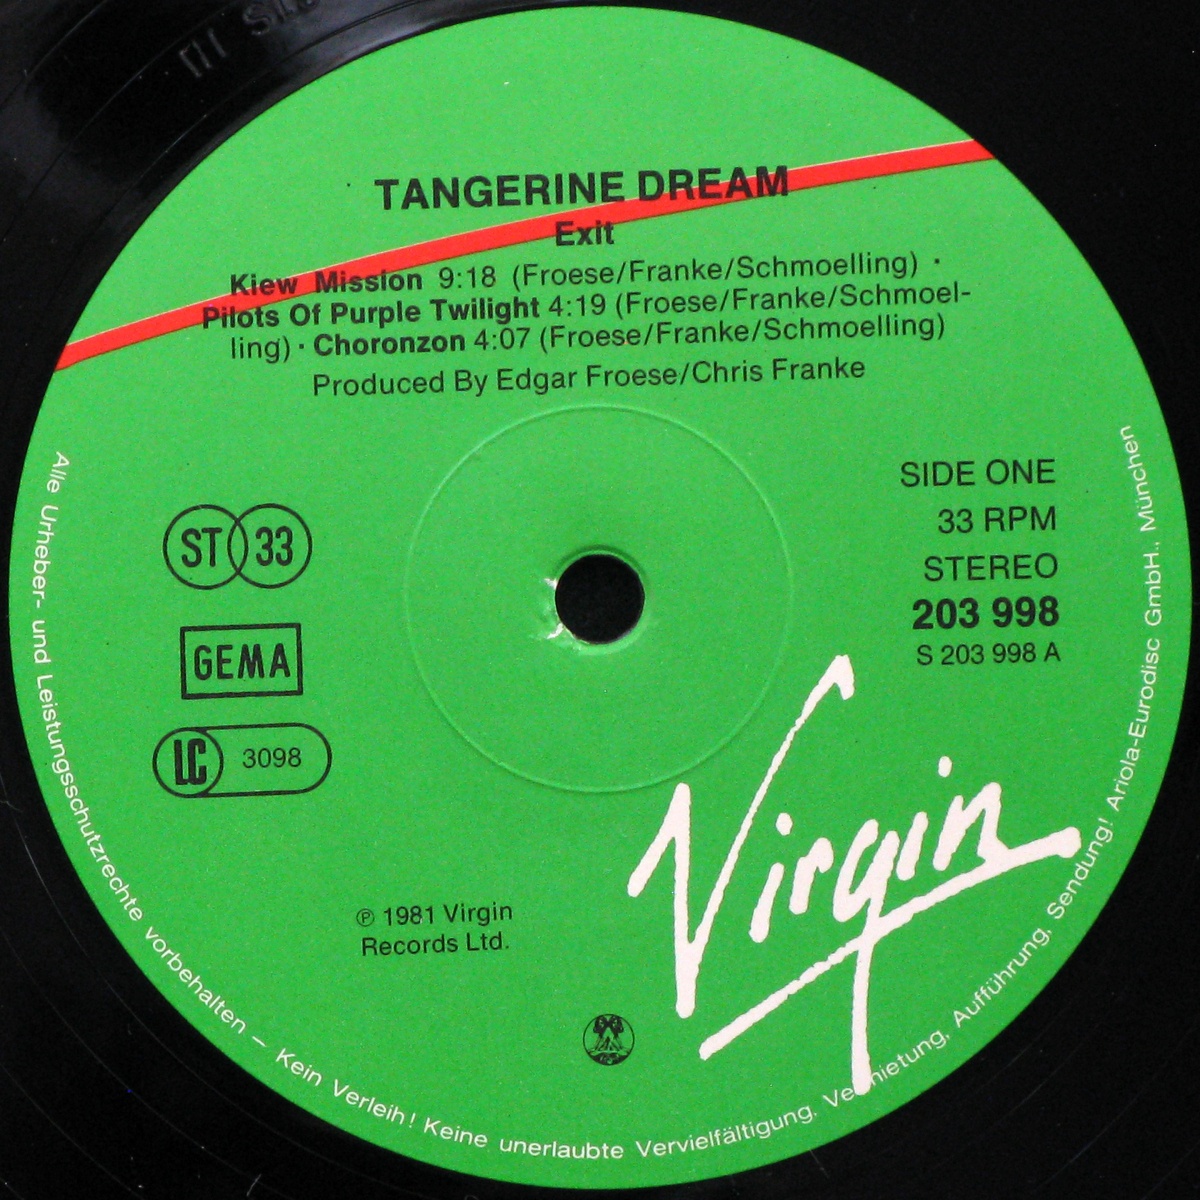 TANGERINE DREAM
Exit
Kiew Mission 9:18 (Froese/Franke/Schmoelling) ·
Pilots Of Purple Twilight 4:19 (Froese/Franke/Schmoel-
ling) · Choronzon 4:07 (Froese/Franke/Schmoelling)
Produced By Edgar Froese/Chris Franke
SIDE ONE
33 RPM
STEREO
203 998
S 203 998 A
ST 33
GEMA
LC 3098
Virgin
℗ 1981 Virgin
Records Ltd.
Alle Urheber- und Leistungsschutzrechte vorbehalten – Kein Verleih! Keine unerlaubte Vervielfältigung, Vermietung, Aufführung, Sendung! Ariola-Eurodisc GmbH., München